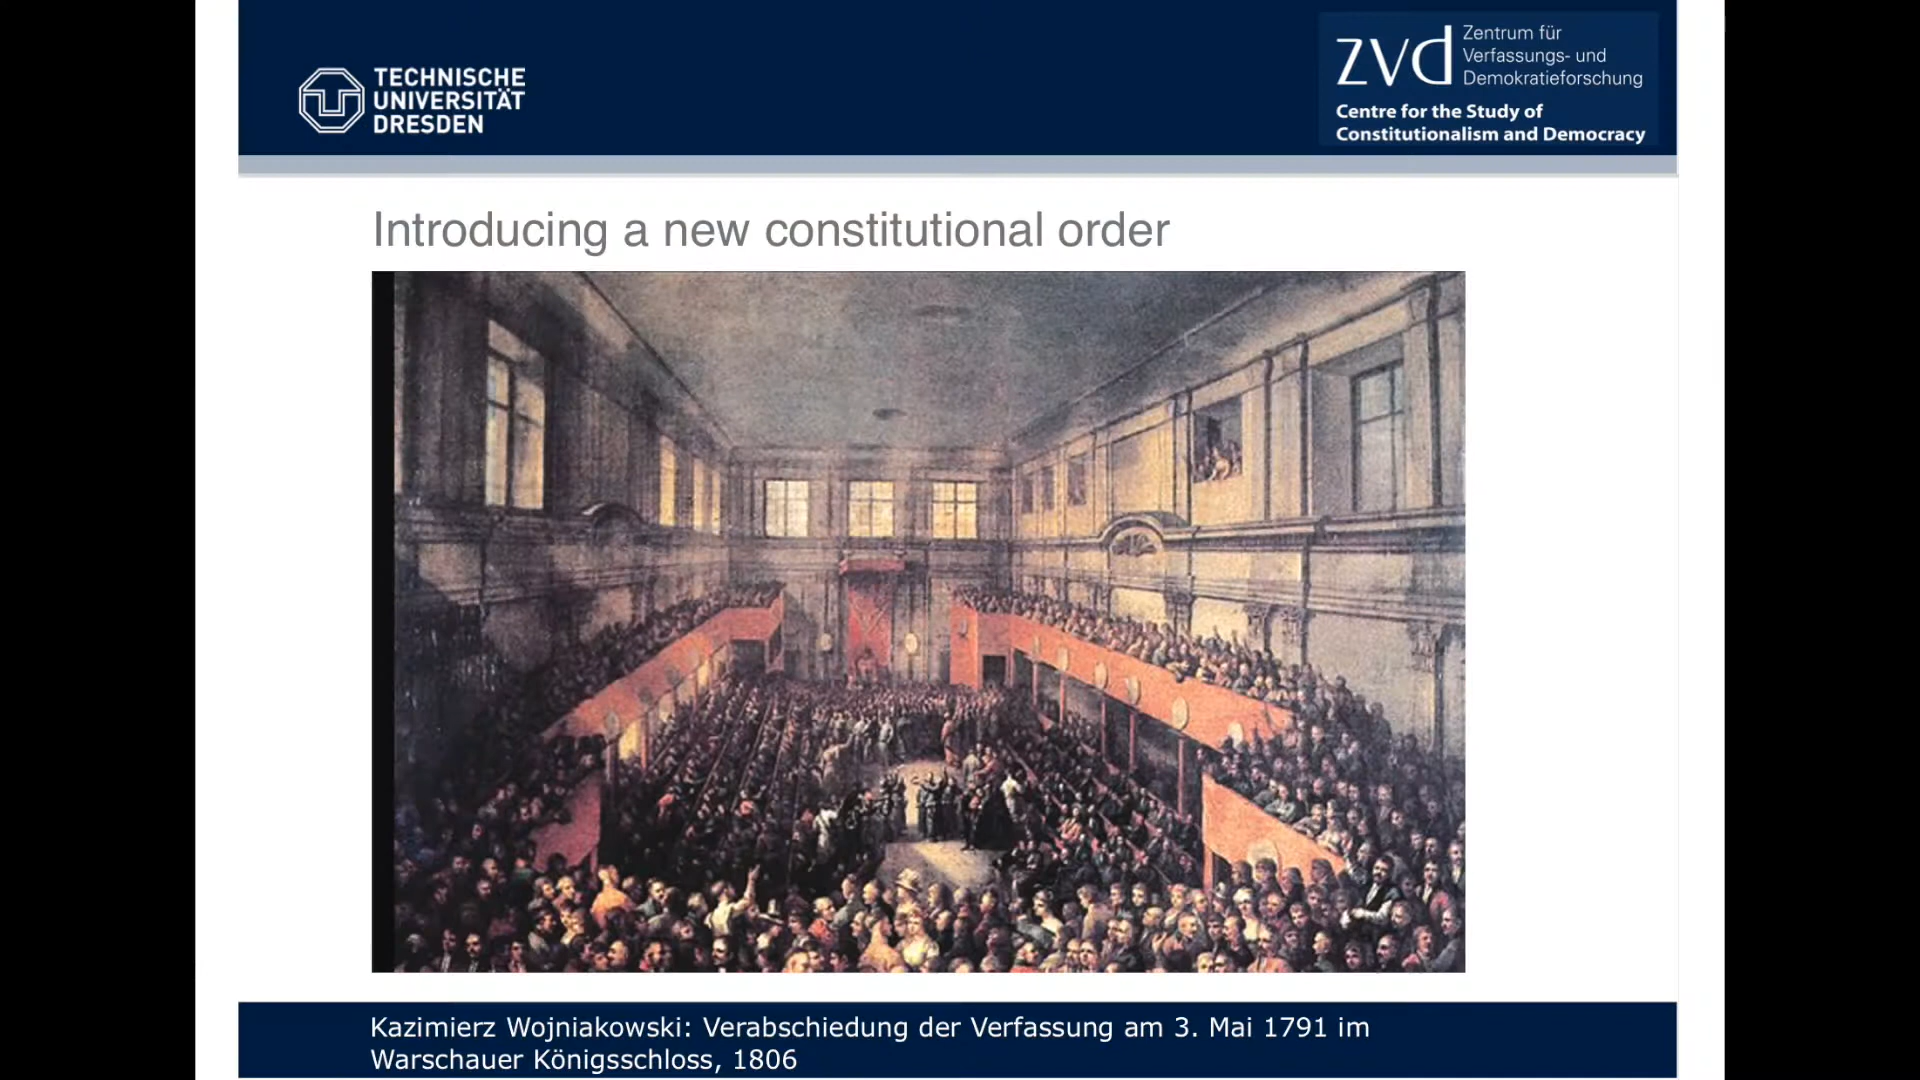 TECHNISCHE
UNIVERSITÄT
DRESDEN
zvd
Zentrum für
Verfassungs- und
Demokratieforschung
Centre for the Study of
Constitutionalism and Democracy
Introducing a new constitutional order
Kazimierz Wojniakowski: Verabschiedung der Verfassung am 3. Mai 1791 im
Warschauer Königsschloss, 1806